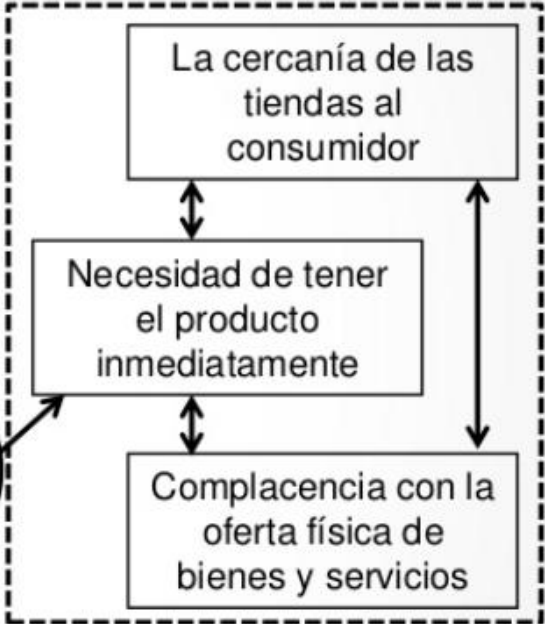 La cercanía de las
tiendas al
consumidor
Necesidad de tener
el producto
inmediatamente
Complacencia con la
oferta física de
bienes y servicios